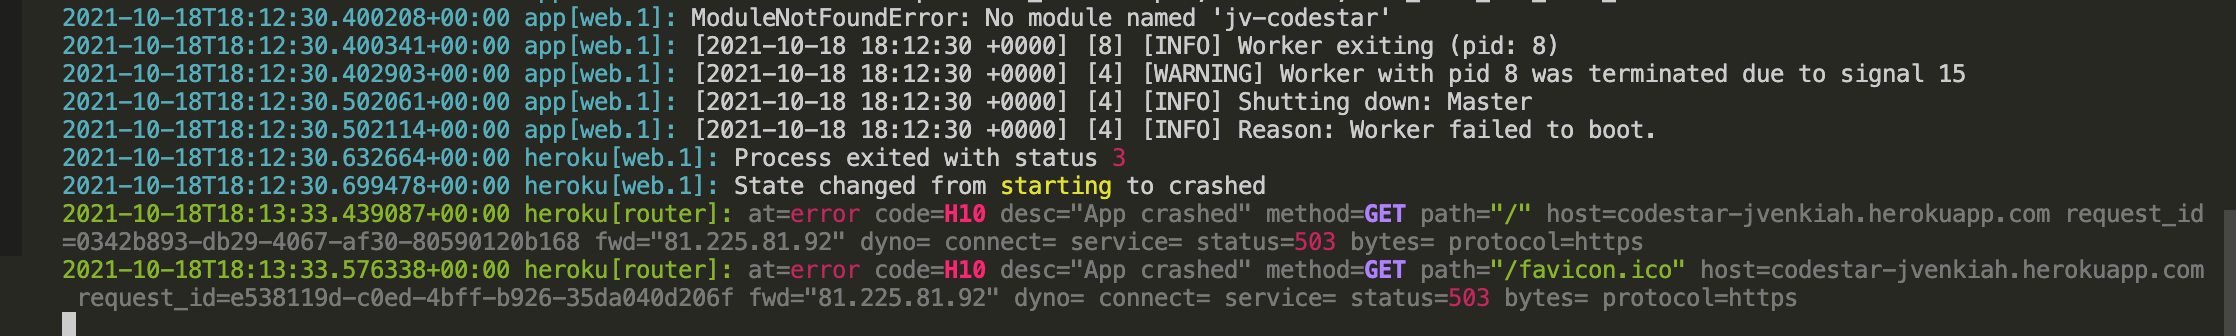 2021-10-18T18:12:30.400208+00:00 app[web.1]: ModuleNotFoundError: No module named 'jv-codestar'
2021-10-18T18:12:30.400341+00:00 app[web.1]: [2021-10-18 18:12:30 +0000] [8] [INFO] Worker exiting (pid: 8)
2021-10-18T18:12:30.402903+00:00 app[web.1]: [2021-10-18 18:12:30 +0000] [4] [WARNING] Worker with pid 8 was terminated due to signal 15
2021-10-18T18:12:30.502061+00:00 app[web.1]: [2021-10-18 18:12:30 +0000] [4] [INFO] Shutting down: Master
2021-10-18T18:12:30.502114+00:00 app[web.1]: [2021-10-18 18:12:30 +0000] [4] [INFO] Reason: Worker failed to boot.
2021-10-18T18:12:30.632664+00:00 heroku[web.1]: Process exited with status 3
2021-10-18T18:12:30.699478+00:00 heroku[web.1]: State changed from starting to crashed
2021-10-18T18:13:33.439087+00:00 heroku[router]: at=error code=H10 desc="App crashed" method=GET path="/" host=codestar-jvenkiah.herokuapp.com request_id
=0342b893-db29-4067-af30-80590120b168 fwd="81.225.81.92" dyno= connect= service= status=503 bytes= protocol=https
2021-10-18T18:13:33.576338+00:00 heroku[router]: at=error code=H10 desc="App crashed" method=GET path="/favicon.ico" host=codestar-jvenkiah.herokuapp.com
request_id=e538119d-c0ed-4bff-b926-35da040d206f fwd="81.225.81.92" dyno= connect= service= status=503 bytes= protocol=https